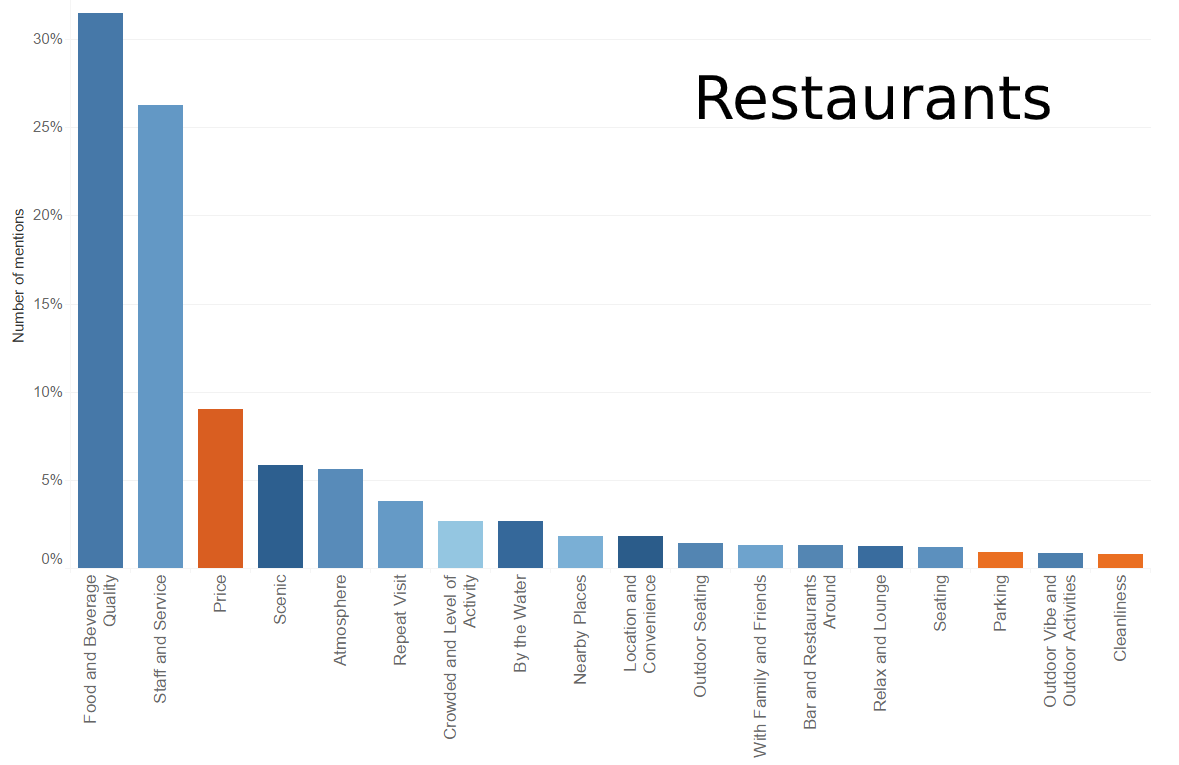 Restaurants
Number of mentions
30%
25%
20%
15%
10%
5%
0%
Food and Beverage
Quality
Staff and Service
Price
Scenic
Atmosphere
Repeat Visit
Crowded and Level of
Activity
By the Water
Nearby Places
Location and
Convenience
Outdoor Seating
With Family and Friends
Bar and Restaurants
Around
Relax and Lounge
Seating
Parking
Outdoor Vibe and
Outdoor Activities
Cleanliness